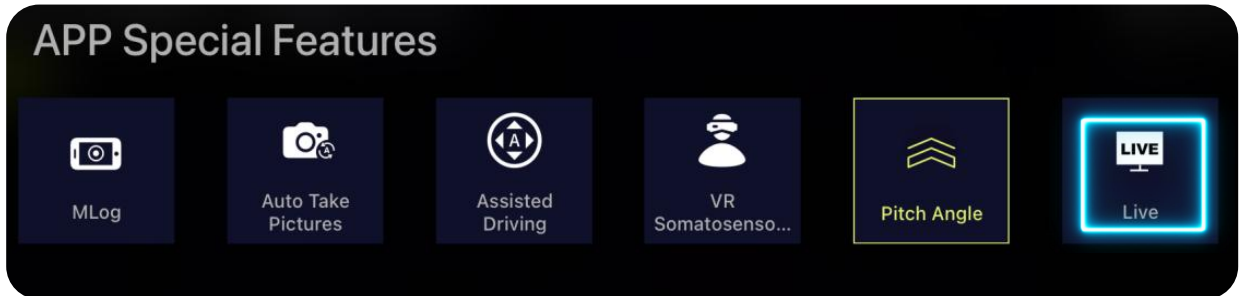 APP Special Features
LIVE
MLog
Auto Take
Pictures
Assisted
Driving
VR
Somatosenso...
Pitch Angle
Live